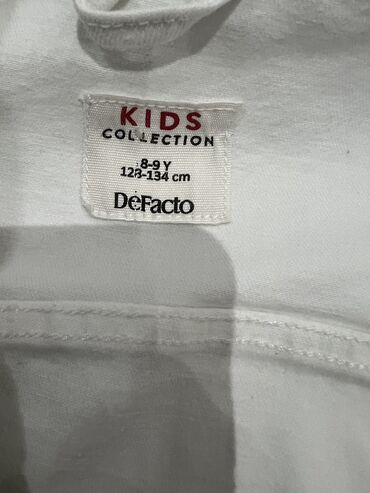 KIDS
COLLECTION
8-9 Y
128-134 cm
DeFacto